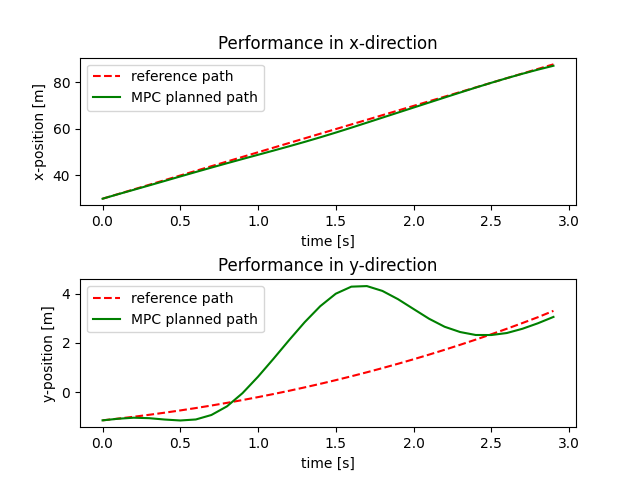 Performance in x-direction
reference path
MPC planned path
x-position [m]
80
60
40
0.0 0.5 1.0 1.5 2.0 2.5 3.0
time [s]
Performance in y-direction
reference path
MPC planned path
y-position [m]
4
2
0
0.0 0.5 1.0 1.5 2.0 2.5 3.0
time [s]